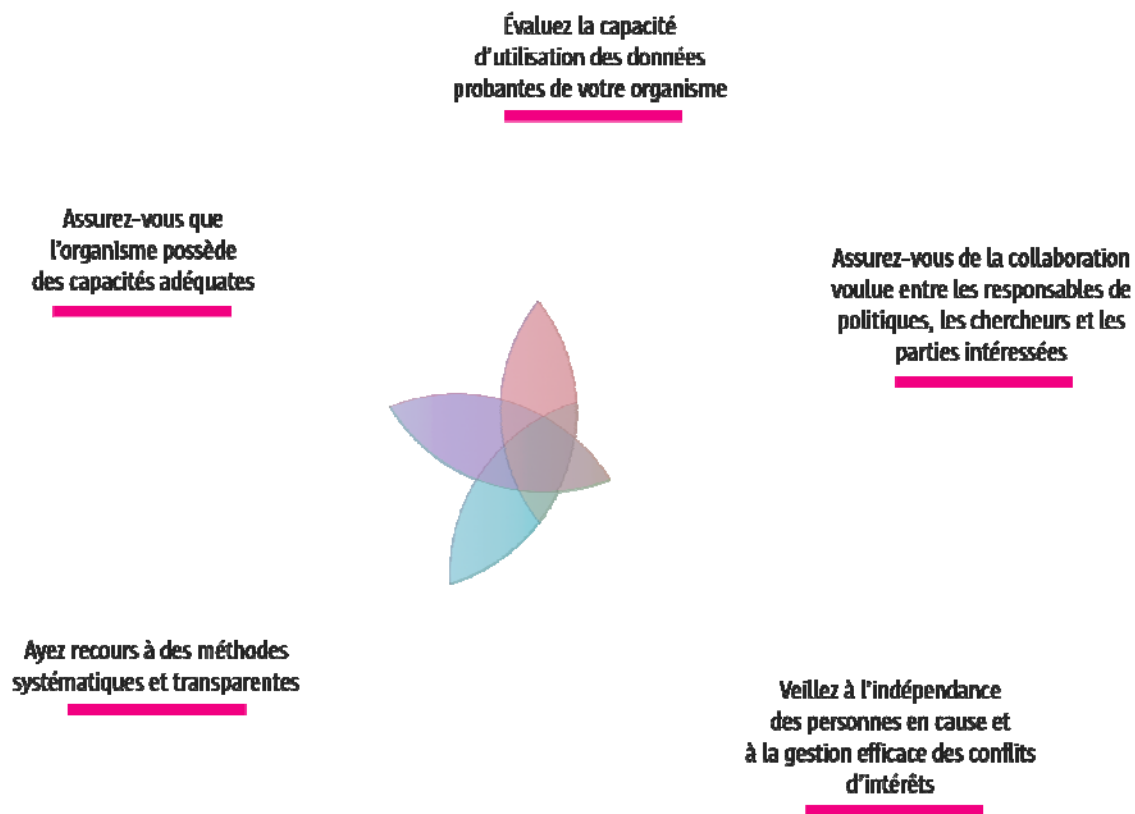 Évaluez la capacité
d'utilisation des données
probantes de votre organisme
Assurez-vous que
l'organisme possède
des capacités adéquates
Assurez-vous de la collaboration
voulue entre les responsables de
politiques, les chercheurs et les
parties intéressées
Ayez recours à des méthodes
systématiques et transparentes
Veillez à l'indépendance
des personnes en cause et
à la gestion efficace des conflits
d'intérêts